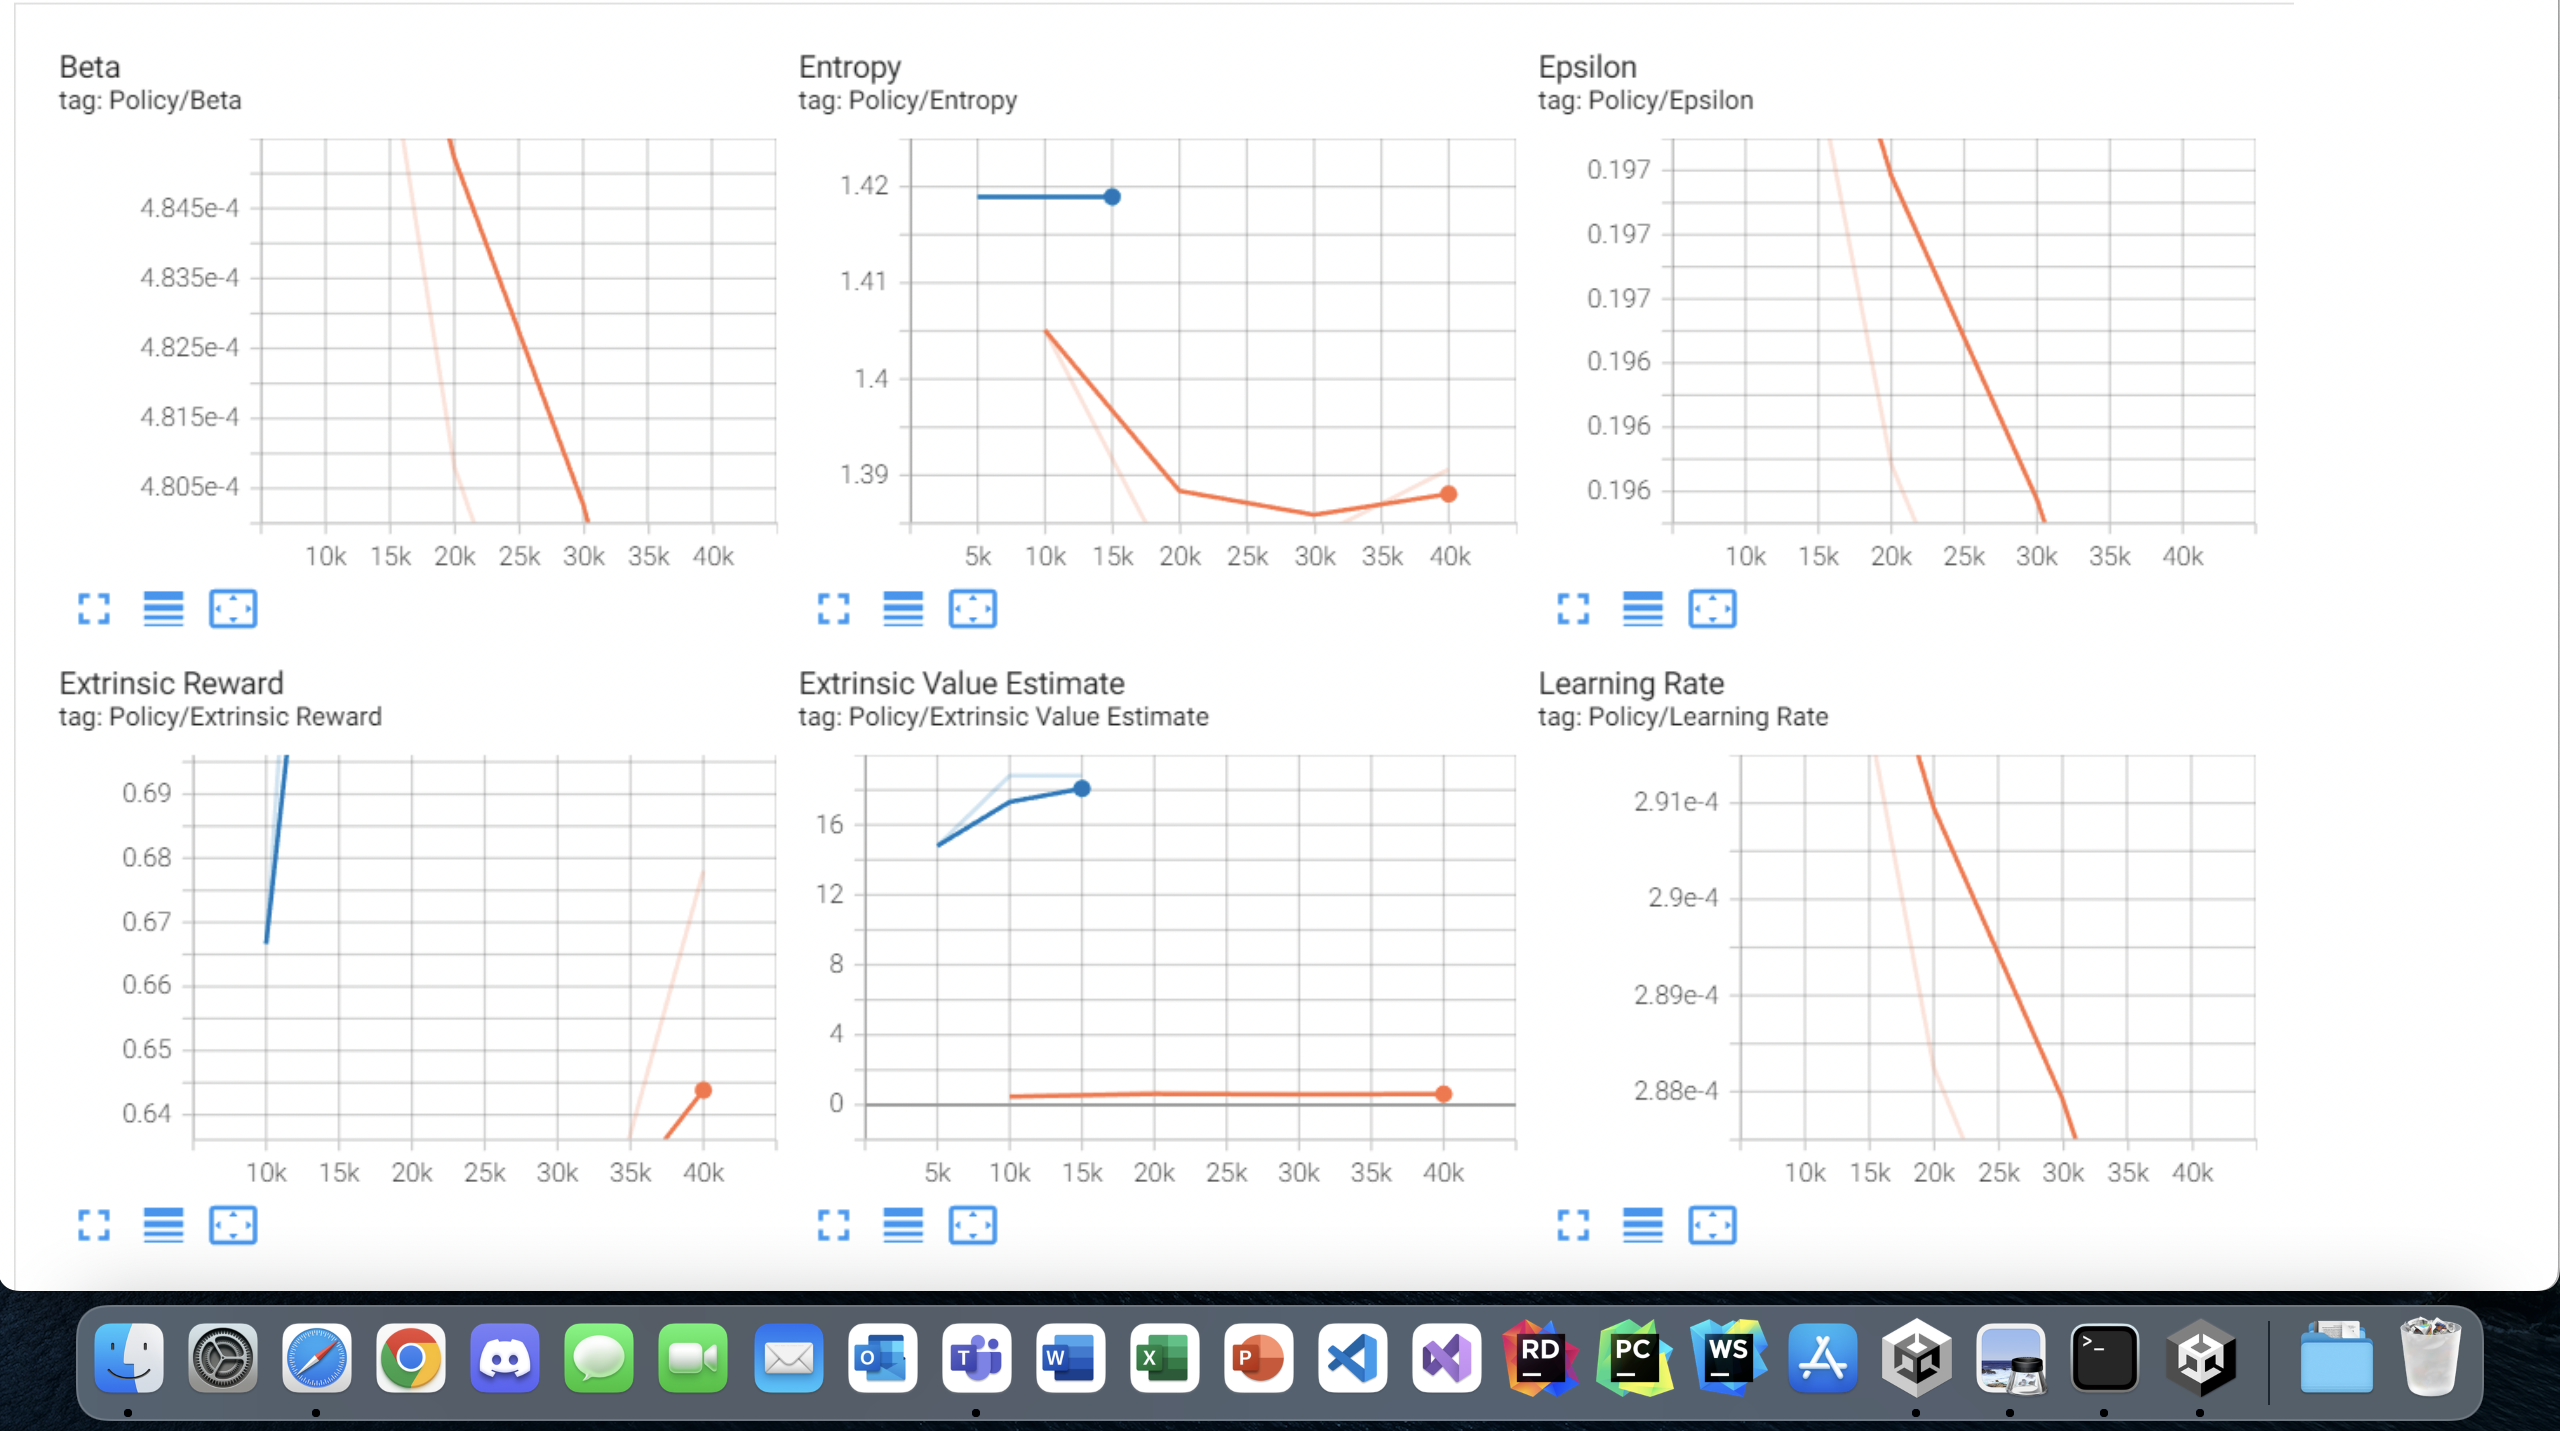 Beta
tag: Policy/Beta
4.845e-4
4.835e-4
4.825e-4
4.815e-4
4.805e-4
10k 15k 20k 25k 30k 35k 40k
Entropy
tag: Policy/Entropy
1.42
1.41
1.4
1.39
5k 10k 15k 20k 25k 30k 35k 40k
Epsilon
tag: Policy/Epsilon
0.197
0.197
0.197
0.196
0.196
0.196
10k 15k 20k 25k 30k 35k 40k
Extrinsic Reward
tag: Policy/Extrinsic Reward
0.69
0.68
0.67
0.66
0.65
0.64
10k 15k 20k 25k 30k 35k 40k
Extrinsic Value Estimate
tag: Policy/Extrinsic Value Estimate
16
12
8
4
0
5k 10k 15k 20k 25k 30k 35k 40k
Learning Rate
tag: Policy/Learning Rate
2.91e-4
2.9e-4
2.89e-4
2.88e-4
10k 15k 20k 25k 30k 35k 40k
O T W X P RD PC WS >_